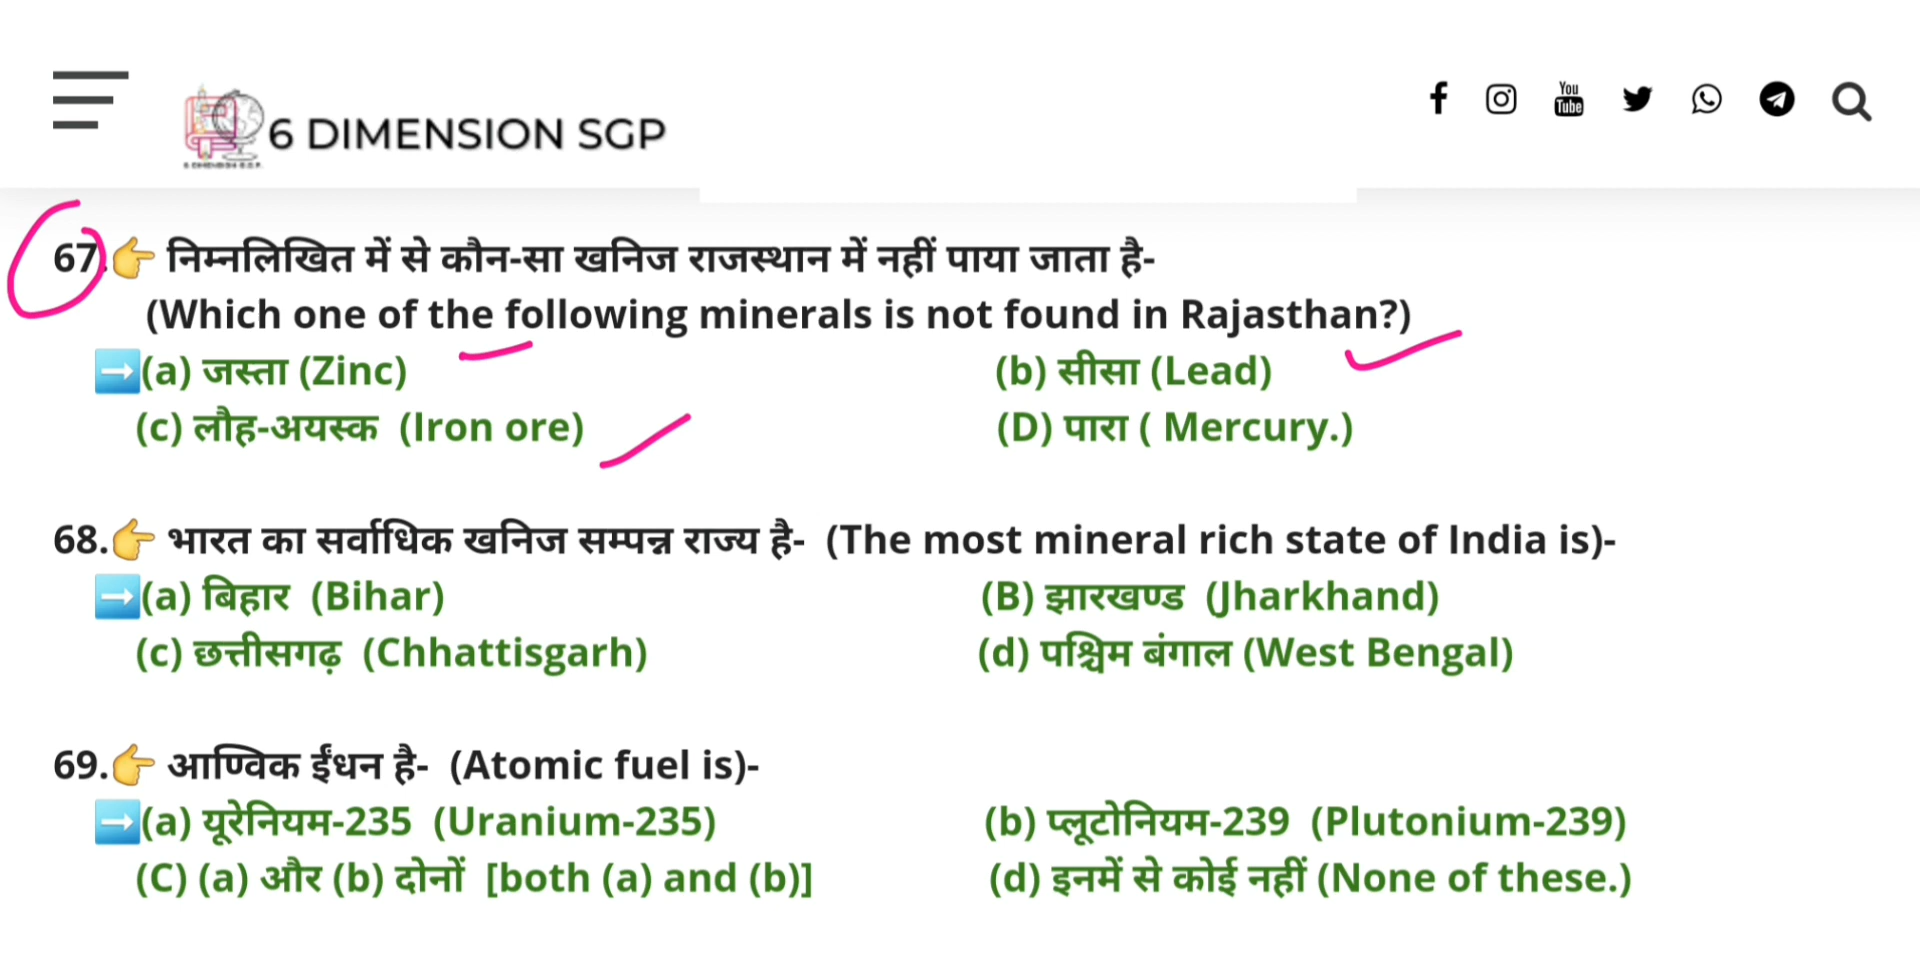 6 DIMENSION SGP
You
Tube
67.👉 निम्नलिखित में से कौन-सा खनिज राजस्थान में नहीं पाया जाता है-
(Which one of the following minerals is not found in Rajasthan?)
➡️(a) जस्ता (Zinc) (b) सीसा (Lead)
(c) लौह-अयस्क (Iron ore) (D) पारा ( Mercury.)
68.👉 भारत का सर्वाधिक खनिज सम्पन्न राज्य है- (The most mineral rich state of India is)-
➡️(a) बिहार (Bihar) (B) झारखण्ड (Jharkhand)
(c) छत्तीसगढ़ (Chhattisgarh) (d) पश्चिम बंगाल (West Bengal)
69.👉 आण्विक ईंधन है- (Atomic fuel is)-
➡️(a) यूरेनियम-235 (Uranium-235) (b) प्लूटोनियम-239 (Plutonium-239)
(C) (a) और (b) दोनों [both (a) and (b)] (d) इनमें से कोई नहीं (None of these.)